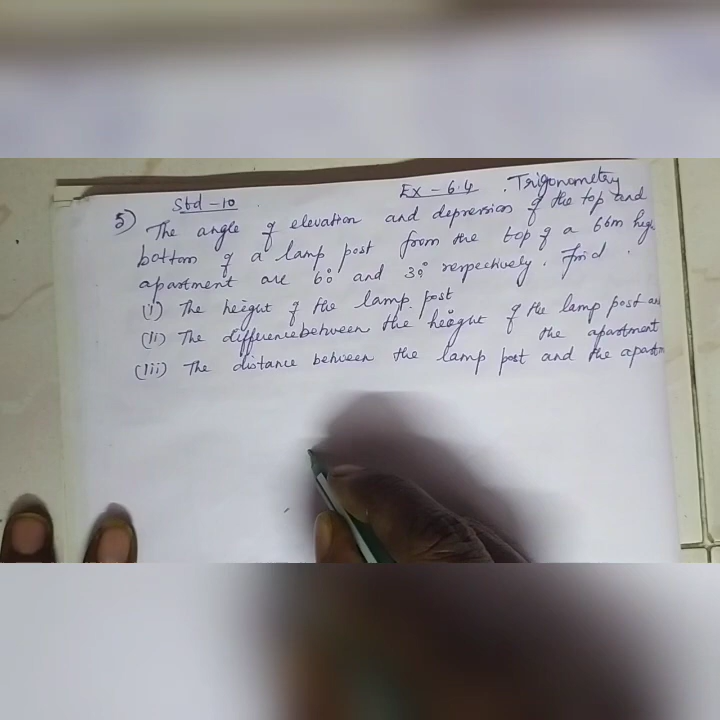 Std - 10 Ex - 6.4 . Trigonometry
5) The angle of elevation and depression of the top and
bottom of a lamp post from the top of a 66m
apartment are 60° and 30° respectively. Find .
(i) The height of the lamp post
(ii) The difference between the height of the lamp post
the apartment
(iii) The distance between the lamp post and the